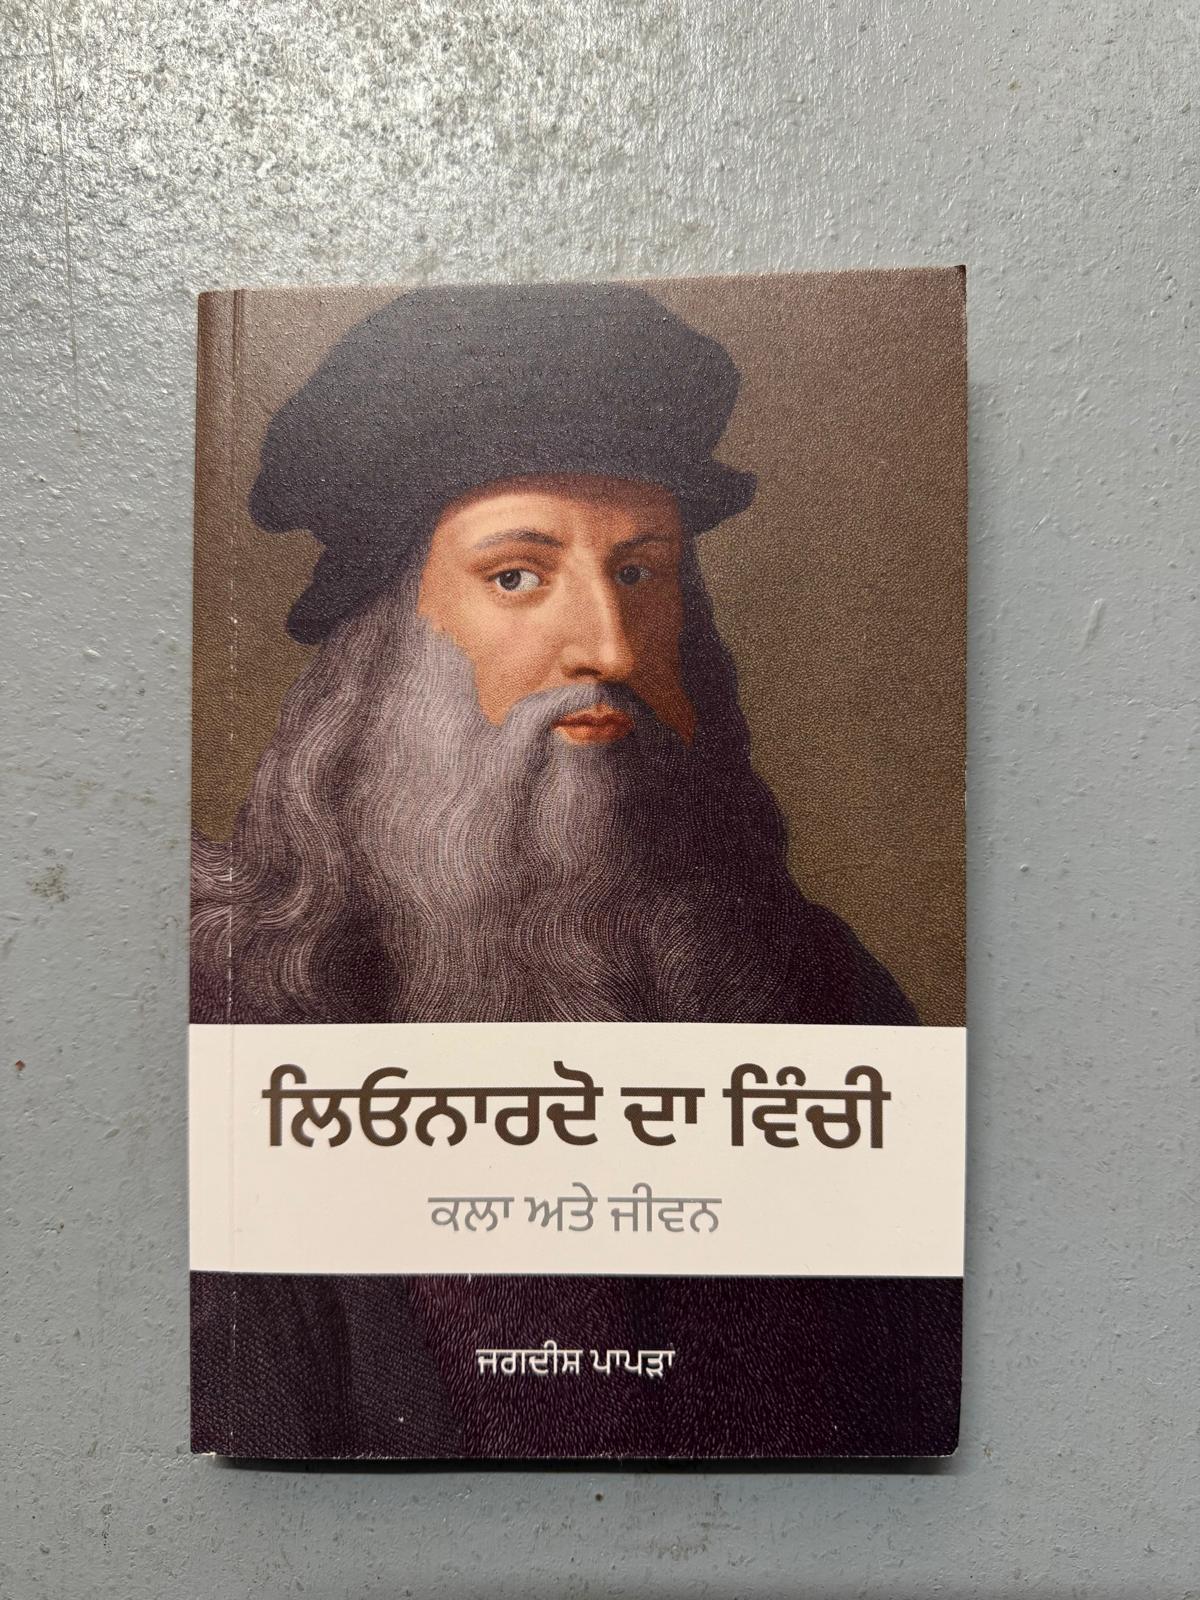 ਲਿਓਨਾਰਦੋ ਦਾ ਵਿੰਚੀ
ਕਲਾ ਅਤੇ ਜੀਵਨ
ਜਗਦੀਸ਼ ਪਾਪੜਾ